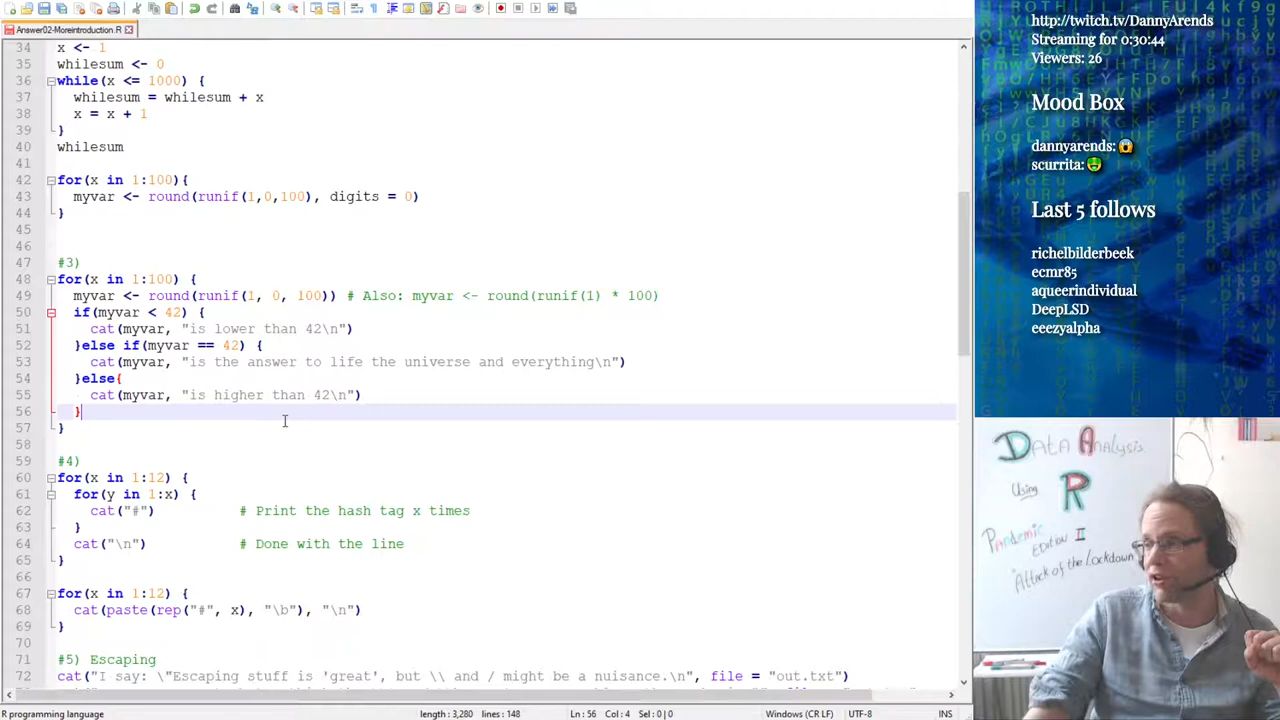 Answer02-Moreintroduction.R
34 x <- 1
35 whilesum <- 0
36 while(x <= 1000) {
37 whilesum = whilesum + x
38 x = x + 1
39 }
40 whilesum
41
42 for(x in 1:100){
43 myvar <- round(runif(1,0,100), digits = 0)
44 }
45
46
47 #3)
48 for(x in 1:100) {
49 myvar <- round(runif(1, 0, 100)) # Also: myvar <- round(runif(1) * 100)
50 if(myvar < 42) {
51 cat(myvar, "is lower than 42\n")
52 }else if(myvar == 42) {
53 cat(myvar, "is the answer to life the universe and everything\n")
54 }else{
55 cat(myvar, "is higher than 42\n")
56 }
57 }
58
59 #4)
60 for(x in 1:12) {
61 for(y in 1:x) {
62 cat("#") # Print the hash tag x times
63 }
64 cat("\n") # Done with the line
65 }
66
67 for(x in 1:12) {
68 cat(paste(rep("#", x), "\b"), "\n")
69 }
70
71 #5) Escaping
72 cat("I say: \"Escaping stuff is 'great', but \\ and / might be a nuisance.\n", file = "out.txt")
R programming language
length : 3,280 lines : 148
Ln : 56 Col : 4 Sel : 0 | 0
Windows (CR LF)
UTF-8
INS
http://twitch.tv/DannyArends
Streaming for 0:30:44
Viewers: 26
Mood Box
dannyarends: 😱
scurrita: 🤑
Last 5 follows
richelbilderbeek
ecmr85
aqueerindividual
DeepLSD
eeezyalpha
Data Analysis
Using
R
Pandemic
Edition II
Attack of the Lockdown